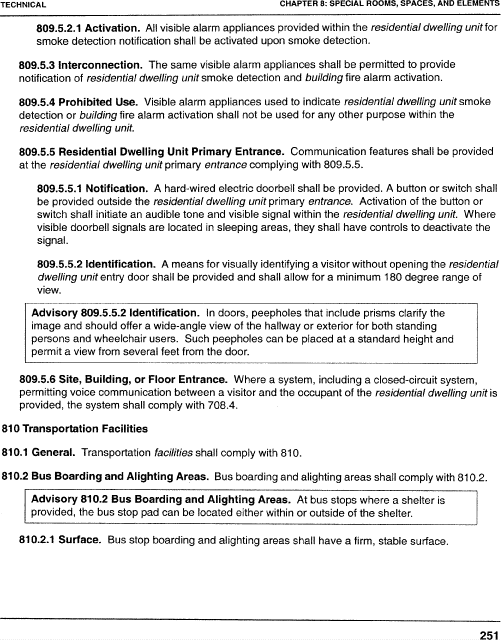 TECHNICAL CHAPTER 8: SPECIAL ROOMS, SPACES, AND ELEMENTS
809.5.2.1 Activation. All visible alarm appliances provided within the residential dwelling unit for
smoke detection notification shall be activated upon smoke detection.
809.5.3 Interconnection. The same visible alarm appliances shall be permitted to provide
notification of residential dwelling unit smoke detection and building fire alarm activation.
809.5.4 Prohibited Use. Visible alarm appliances used to indicate residential dwelling unit smoke
detection or building fire alarm activation shall not be used for any other purpose within the
residential dwelling unit.
809.5.5 Residential Dwelling Unit Primary Entrance. Communication features shall be provided
at the residential dwelling unit primary entrance complying with 809.5.5.
809.5.5.1 Notification. A hard-wired electric doorbell shall be provided. A button or switch shall
be provided outside the residential dwelling unit primary entrance. Activation of the button or
switch shall initiate an audible tone and visible signal within the residential dwelling unit. Where
visible doorbell signals are located in sleeping areas, they shall have controls to deactivate the
signal.
809.5.5.2 Identification. A means for visually identifying a visitor without opening the residential
dwelling unit entry door shall be provided and shall allow for a minimum 180 degree range of
view.
Advisory 809.5.5.2 Identification. In doors, peepholes that include prisms clarify the
image and should offer a wide-angle view of the hallway or exterior for both standing
persons and wheelchair users. Such peepholes can be placed at a standard height and
permit a view from several feet from the door.
809.5.6 Site, Building, or Floor Entrance. Where a system, including a closed-circuit system,
permitting voice communication between a visitor and the occupant of the residential dwelling unit is
provided, the system shall comply with 708.4.
810 Transportation Facilities
810.1 General. Transportation facilities shall comply with 810.
810.2 Bus Boarding and Alighting Areas. Bus boarding and alighting areas shall comply with 810.2.
Advisory 810.2 Bus Boarding and Alighting Areas. At bus stops where a shelter is
provided, the bus stop pad can be located either within or outside of the shelter.
810.2.1 Surface. Bus stop boarding and alighting areas shall have a firm, stable surface.
251